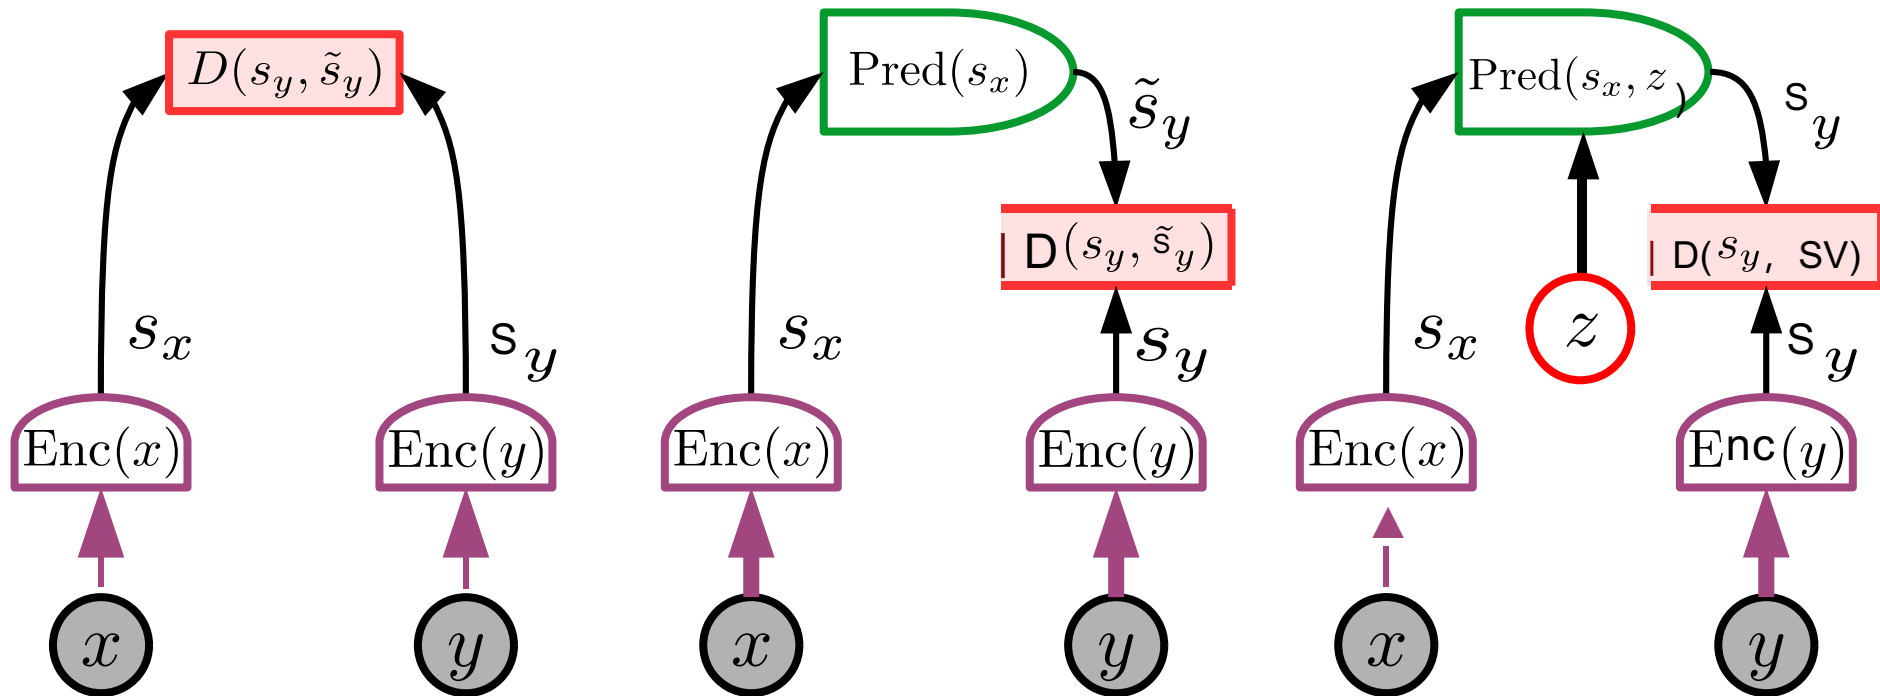 D(s_y, s̃_y)
s_x
s_y
Enc(x)
Enc(y)
x
y
Pred(s_x)
s̃_y
D(s_y, s̃_y)
s_x
s_y
Enc(x)
Enc(y)
x
y
Pred(s_x, z)
s_y
D(s_y, SV)
s_x
z
s_y
Enc(x)
Enc(y)
x
y